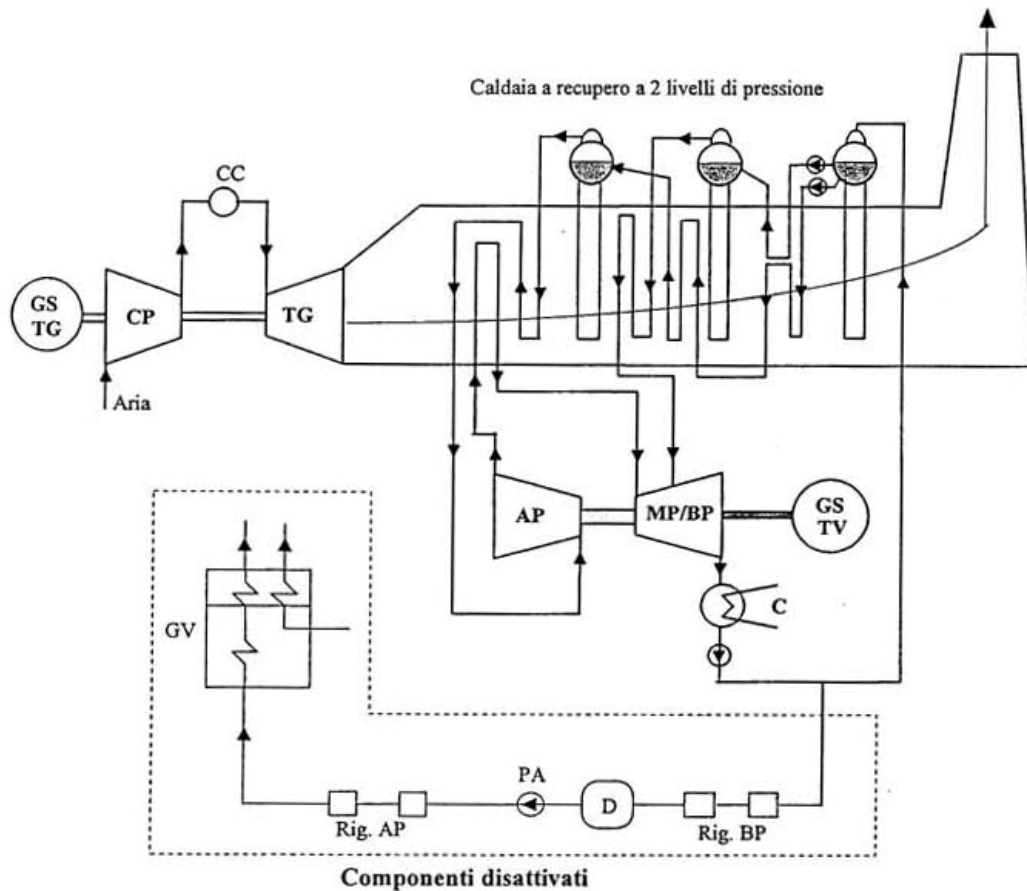 Caldaia a recupero a 2 livelli di pressione
CC
GS
TG
CP
TG
Aria
AP
MP/BP
GS
TV
C
GV
PA
D
Rig. AP
Rig. BP
Componenti disattivati